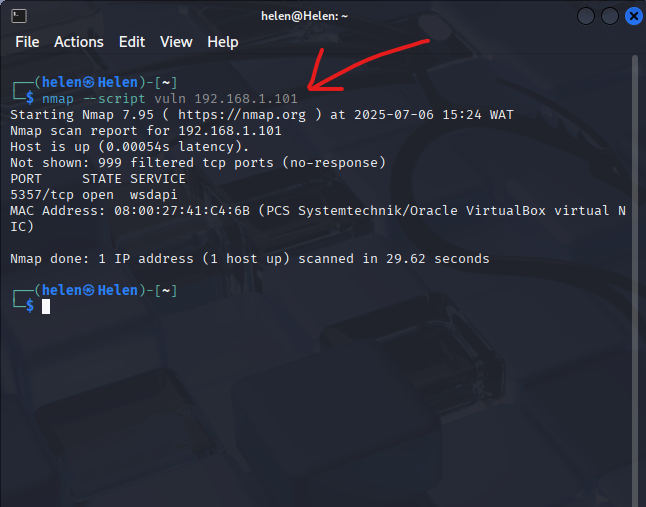 helen@Helen: ~
File Actions Edit View Help
┌──(helen㉿Helen)-[~]
└─$ nmap --script vuln 192.168.1.101
Starting Nmap 7.95 ( https://nmap.org ) at 2025-07-06 15:24 WAT
Nmap scan report for 192.168.1.101
Host is up (0.00054s latency).
Not shown: 999 filtered tcp ports (no-response)
PORT     STATE SERVICE
5357/tcp open  wsdapi
MAC Address: 08:00:27:41:C4:6B (PCS Systemtechnik/Oracle VirtualBox virtual N
IC)
Nmap done: 1 IP address (1 host up) scanned in 29.62 seconds
┌──(helen㉿Helen)-[~]
└─$